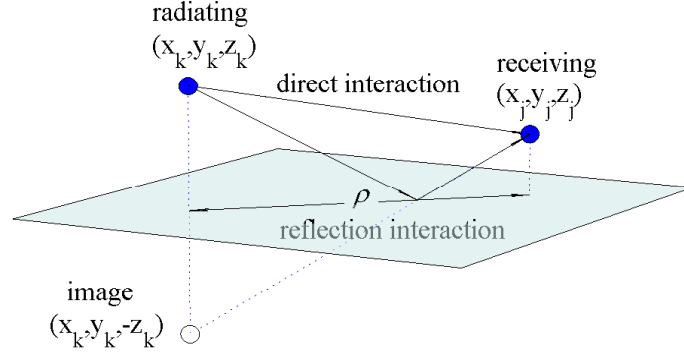 radiating
(x_k,y_k,z_k)
direct interaction
receiving
(x_j,y_j,z_j)
ρ
reflection interaction
image
(x_k,y_k,-z_k)